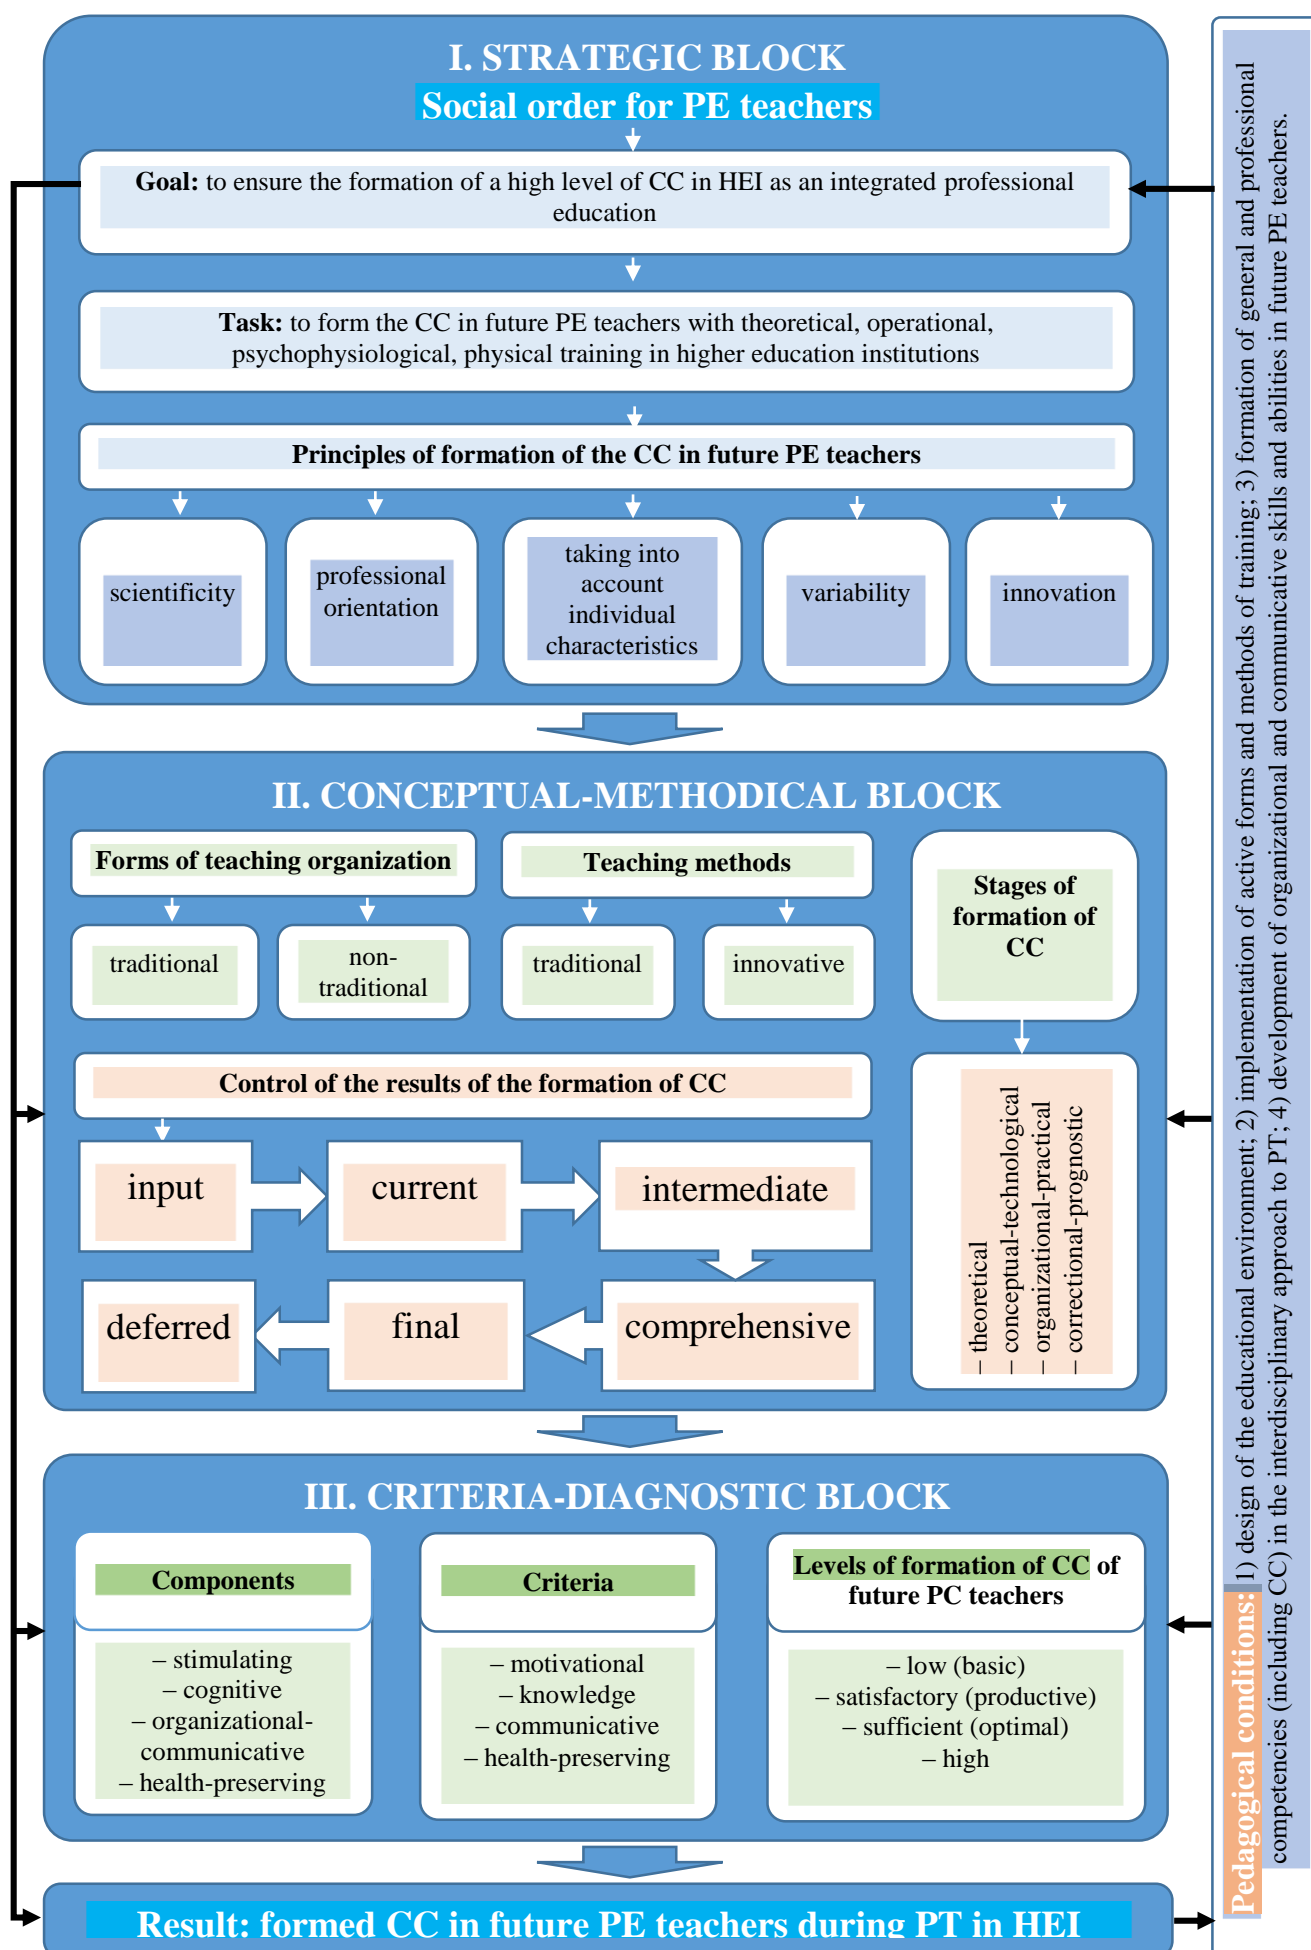 I. STRATEGIC BLOCK
Social order for PE teachers
Goal: to ensure the formation of a high level of CC in HEI as an integrated professional
education
Task: to form the CC in future PE teachers with theoretical, operational,
psychophysiological, physical training in higher education institutions
Principles of formation of the CC in future PE teachers
scientificity
professional
orientation
taking into
account
individual
characteristics
variability
innovation
II. CONCEPTUAL-METHODICAL BLOCK
Forms of teaching organization
traditional
non-
traditional
Teaching methods
traditional
innovative
Stages of
formation of
CC
– theoretical
– conceptual-technological
– organizational-practical
– correctional-prognostic
Control of the results of the formation of CC
input
current
intermediate
comprehensive
final
deferred
III. CRITERIA-DIAGNOSTIC BLOCK
Components
– stimulating
– cognitive
– organizational-
communicative
– health-preserving
Criteria
– motivational
– knowledge
– communicative
– health-preserving
Levels of formation of CC of
future PC teachers
– low (basic)
– satisfactory (productive)
– sufficient (optimal)
– high
Result: formed CC in future PE teachers during PT in HEI
Pedagogical conditions: 1) design of the educational environment; 2) implementation of active forms and methods of training; 3) formation of general and professional
competencies (including CC) in the interdisciplinary approach to PT; 4) development of organizational and communicative skills and abilities in future PE teachers.